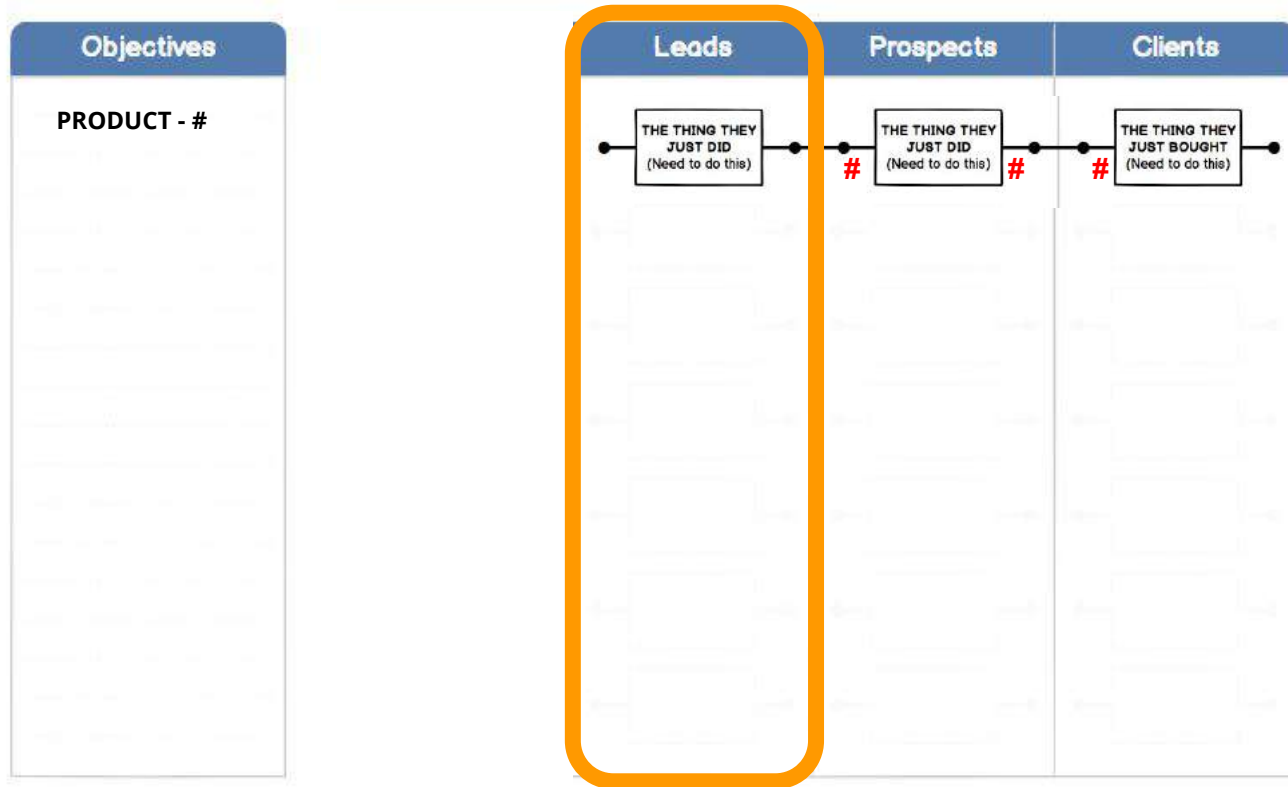 Objectives
Leads
Prospects
Clients
PRODUCT - #
THE THING THEY
JUST DID
(Need to do this)
#
THE THING THEY
JUST DID
(Need to do this)
#
#
THE THING THEY
JUST BOUGHT
(Need to do this)